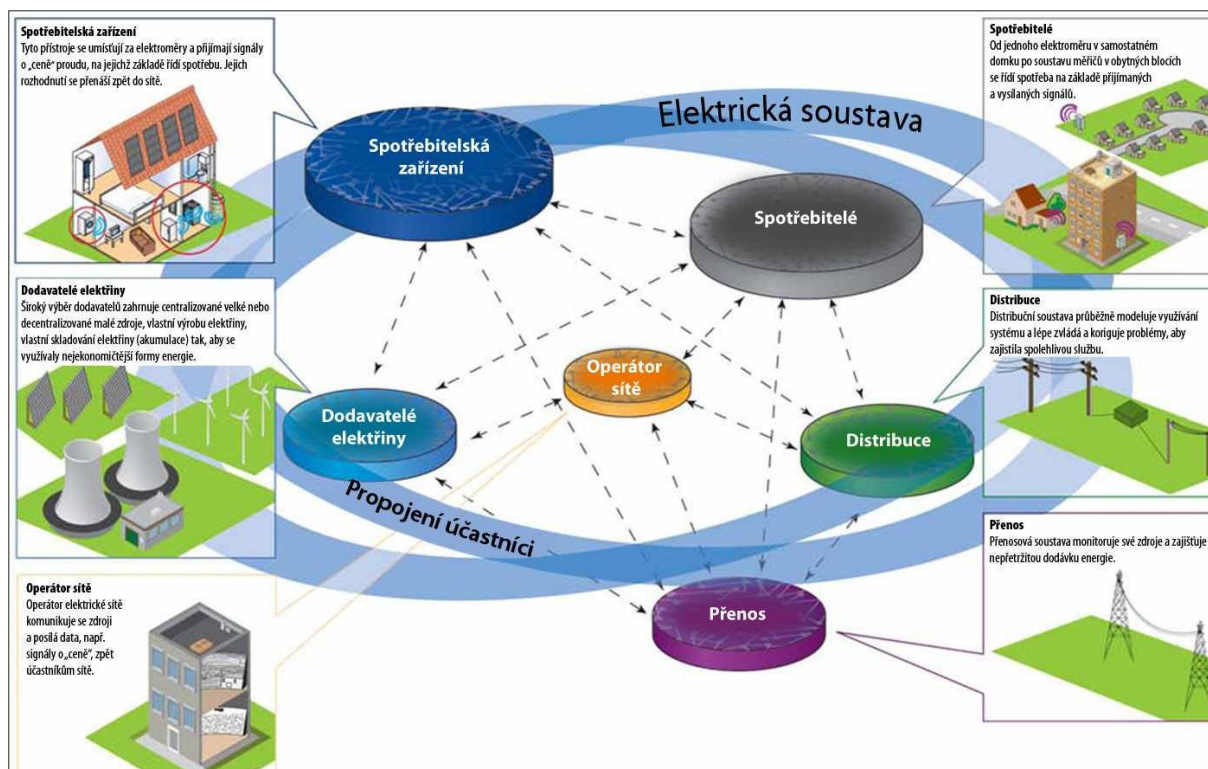 Spotřebitelská zařízení
Tyto přístroje se umísťují za elektroměry a přijímají signály
o „ceně“ proudu, na jejichž základě řídí spotřebu. Jejich
rozhodnutí se přenáší zpět do sítě.
Elektrická soustava
Spotřebitelé
Od jednoho elektroměru v samostatném
domku po soustavu měřičů v obytných blocích
se řídí spotřeba na základě přijímaných
a vysílaných signálů.
Spotřebitelská
zařízení
Spotřebitelé
Dodavatelé elektřiny
Široký výběr dodavatelů zahrnuje centralizované velké nebo
decentralizované malé zdroje, vlastní výrobu elektřiny,
vlastní skladování elektřiny (akumulace) tak, aby se
využívaly nejekonomičtější formy energie.
Distribuce
Distribuční soustava průběžně modeluje využívání
systému a lépe zvládá a koriguje problémy, aby
zajistila spolehlivou službu.
Operátor
sítě
Dodavatelé
elektřiny
Distribuce
Propojení účastníci
Přenos
Přenosová soustava monitoruje své zdroje a zajišťuje
nepřetržitou dodávku energie.
Operátor sítě
Operátor elektrické sítě
komunikuje se zdroji
a posílá data, např.
signály o „ceně“, zpět
účastníkům sítě.
Přenos